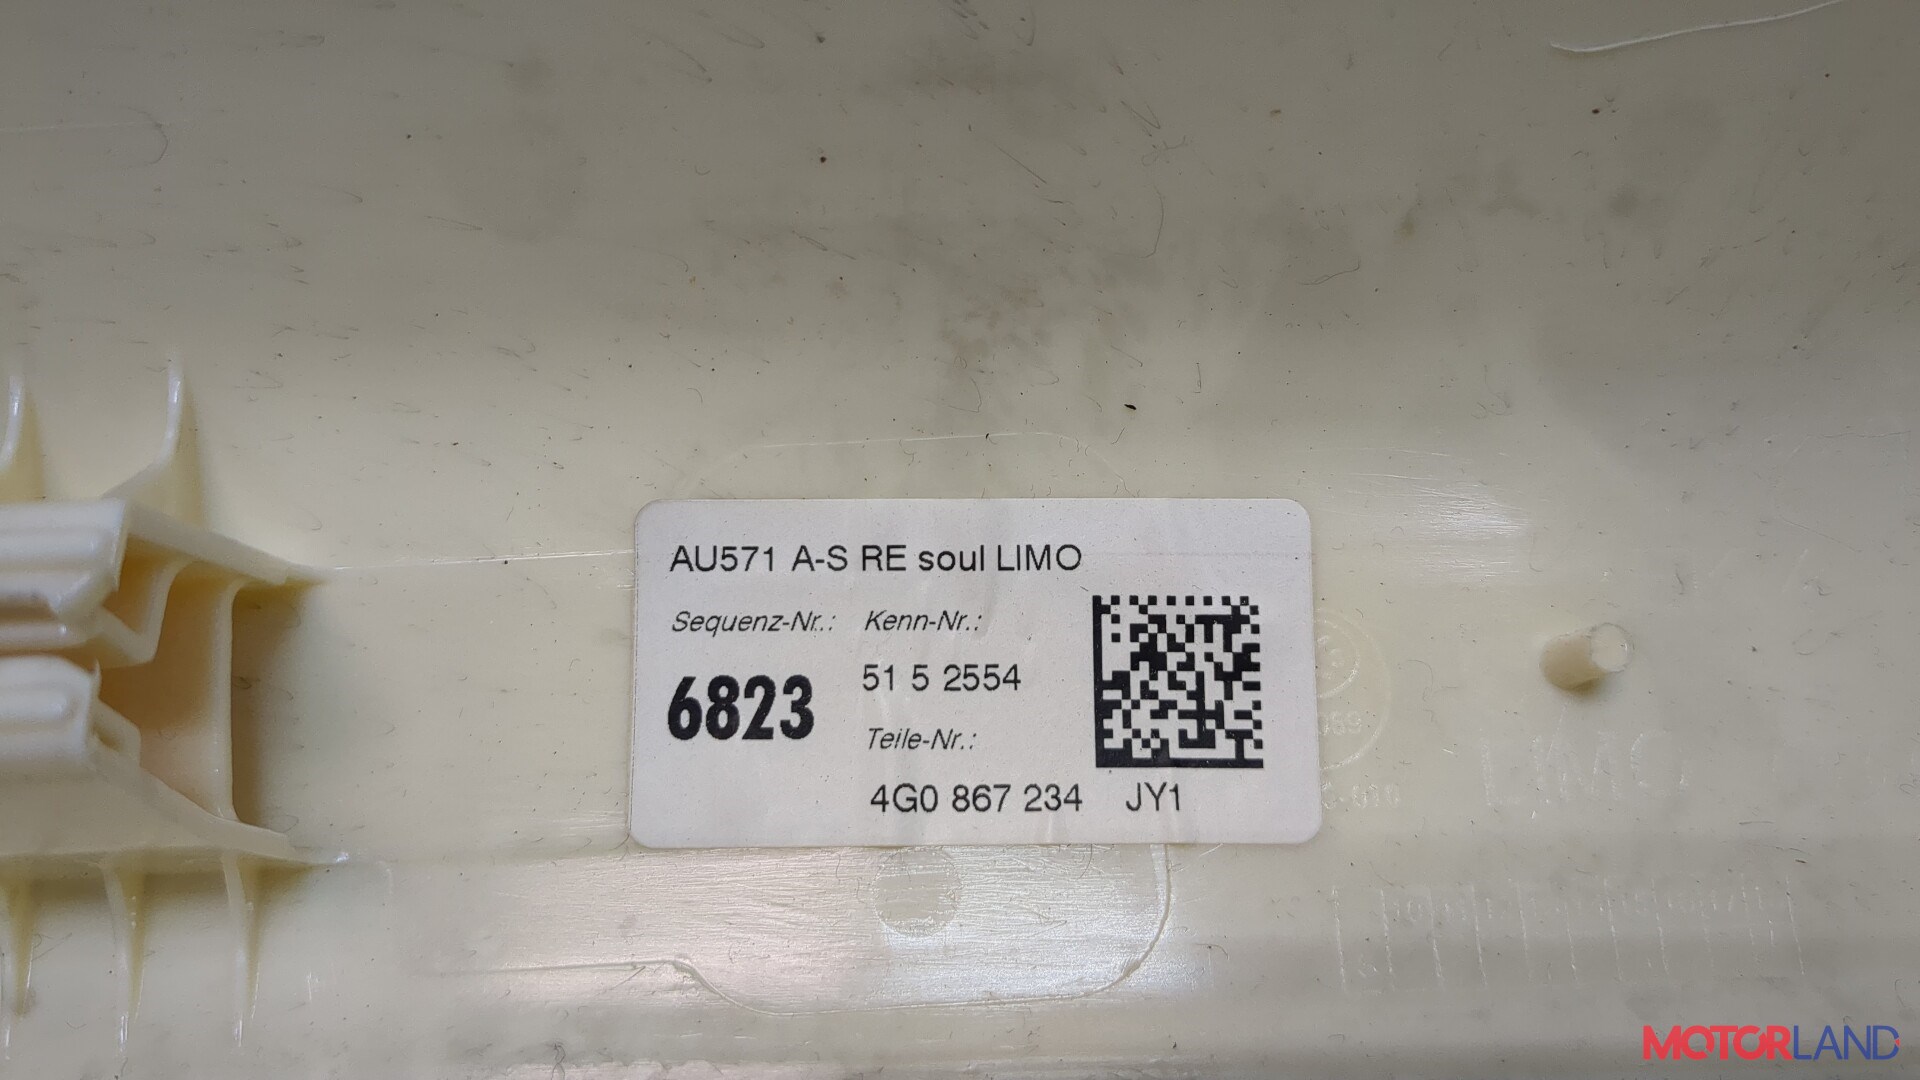 AU571 A-S RE soul LIMO
Sequenz-Nr.: Kenn-Nr.:
6823 51 5 2554
Teile-Nr.:
4G0 867 234 JY1
LIMO
MOTORLAND